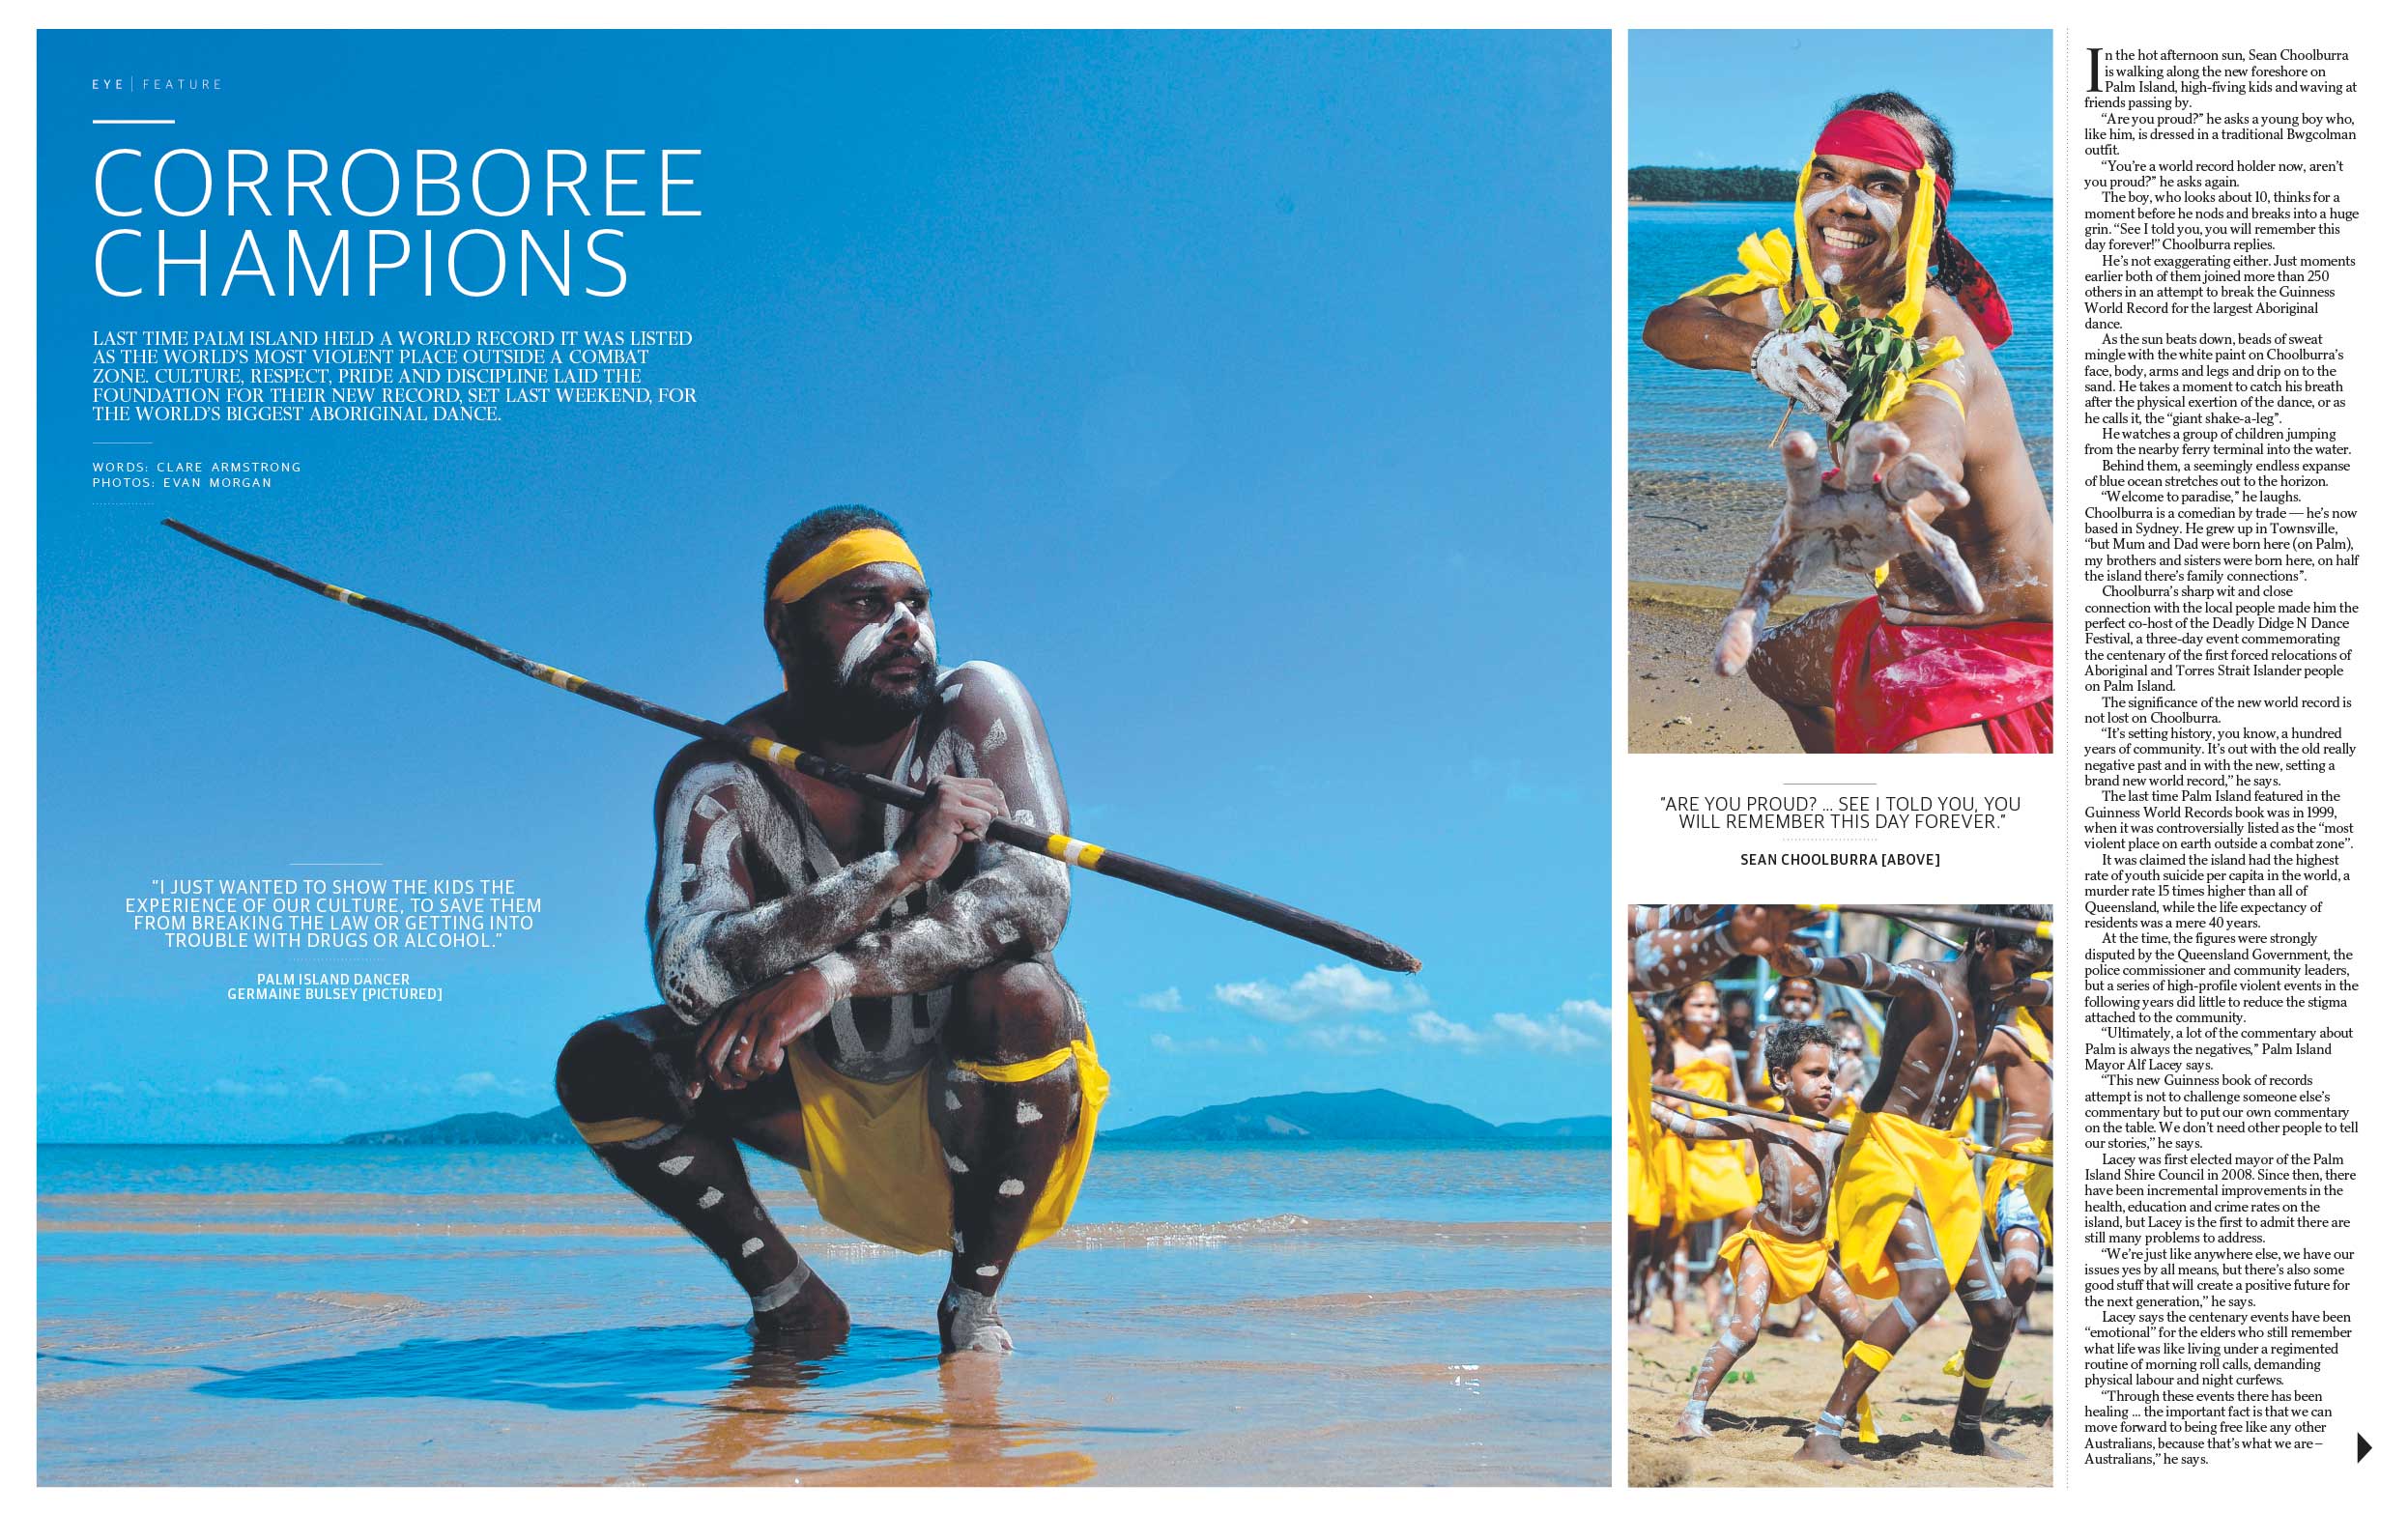 EYE | FEATURE
CORROBOREE
CHAMPIONS
LAST TIME PALM ISLAND HELD A WORLD RECORD IT WAS LISTED
AS THE WORLD'S MOST VIOLENT PLACE OUTSIDE A COMBAT
ZONE. CULTURE, RESPECT, PRIDE AND DISCIPLINE LAID THE
FOUNDATION FOR THEIR NEW RECORD, SET LAST WEEKEND, FOR
THE WORLD'S BIGGEST ABORIGINAL DANCE.
WORDS: CLARE ARMSTRONG
PHOTOS: EVAN MORGAN
"I JUST WANTED TO SHOW THE KIDS THE
EXPERIENCE OF OUR CULTURE, TO SAVE THEM
FROM BREAKING THE LAW OR GETTING INTO
TROUBLE WITH DRUGS OR ALCOHOL."
PALM ISLAND DANCER
GERMAINE BULSEY [PICTURED]
"ARE YOU PROUD? ... SEE I TOLD YOU, YOU
WILL REMEMBER THIS DAY FOREVER."
SEAN CHOOLBURRA [ABOVE]
In the hot afternoon sun, Sean Choolburra
is walking along the new foreshore on
Palm Island, high-fiving kids and waving at
friends passing by.
"Are you proud?" he asks a young boy who,
like him, is dressed in a traditional Bwgcolman
outfit.
"You're a world record holder now, aren't
you proud?" he asks again.
The boy, who looks about 10, thinks for a
moment before he nods and breaks into a huge
grin. "See I told you, you will remember this
day forever!" Choolburra replies.
He's not exaggerating either. Just moments
earlier both of them joined more than 250
others in an attempt to break the Guinness
World Record for the largest Aboriginal
dance.
As the sun beats down, beads of sweat
mingle with the white paint on Choolburra's
face, body, arms and legs and drip on to the
sand. He takes a moment to catch his breath
after the physical exertion of the dance, or as
he calls it, the "giant shake-a-leg".
He watches a group of children jumping
from the nearby ferry terminal into the water.
Behind them, a seemingly endless expanse
of blue ocean stretches out to the horizon.
"Welcome to paradise," he laughs.
Choolburra is a comedian by trade — he's now
based in Sydney. He grew up in Townsville,
"but Mum and Dad were born here (on Palm),
my brothers and sisters were born here, on half
the island there's family connections".
Choolburra's sharp wit and close
connection with the local people made him the
perfect co-host of the Deadly Didge N Dance
Festival, a three-day event commemorating
the centenary of the first forced relocations of
Aboriginal and Torres Strait Islander people
on Palm Island.
The significance of the new world record is
not lost on Choolburra.
"It's setting history, you know, a hundred
years of community. It's out with the old really
negative past and in with the new, setting a
brand new world record," he says.
The last time Palm Island featured in the
Guinness World Records book was in 1999,
when it was controversially listed as the "most
violent place on earth outside a combat zone".
It was claimed the island had the highest
rate of youth suicide per capita in the world, a
murder rate 15 times higher than all of
Queensland, while the life expectancy of
residents was a mere 40 years.
At the time, the figures were strongly
disputed by the Queensland Government, the
police commissioner and community leaders,
but a series of high-profile violent events in the
following years did little to reduce the stigma
attached to the community.
"Ultimately, a lot of the commentary about
Palm is always the negatives," Palm Island
Mayor Alf Lacey says.
"This new Guinness book of records
attempt is not to challenge someone else's
commentary but to put our own commentary
on the table. We don't need other people to tell
our stories," he says.
Lacey was first elected mayor of the Palm
Island Shire Council in 2008. Since then, there
have been incremental improvements in the
health, education and crime rates on the
island, but Lacey is the first to admit there are
still many problems to address.
"We're just like anywhere else, we have our
issues yes by all means, but there's also some
good stuff that will create a positive future for
the next generation," he says.
Lacey says the centenary events have been
"emotional" for the elders who still remember
what life was like living under a regimented
routine of morning roll calls, demanding
physical labour and night curfews.
"Through these events there has been
healing ... the important fact is that we can
move forward to being free like any other
Australians, because that's what we are –
Australians," he says.